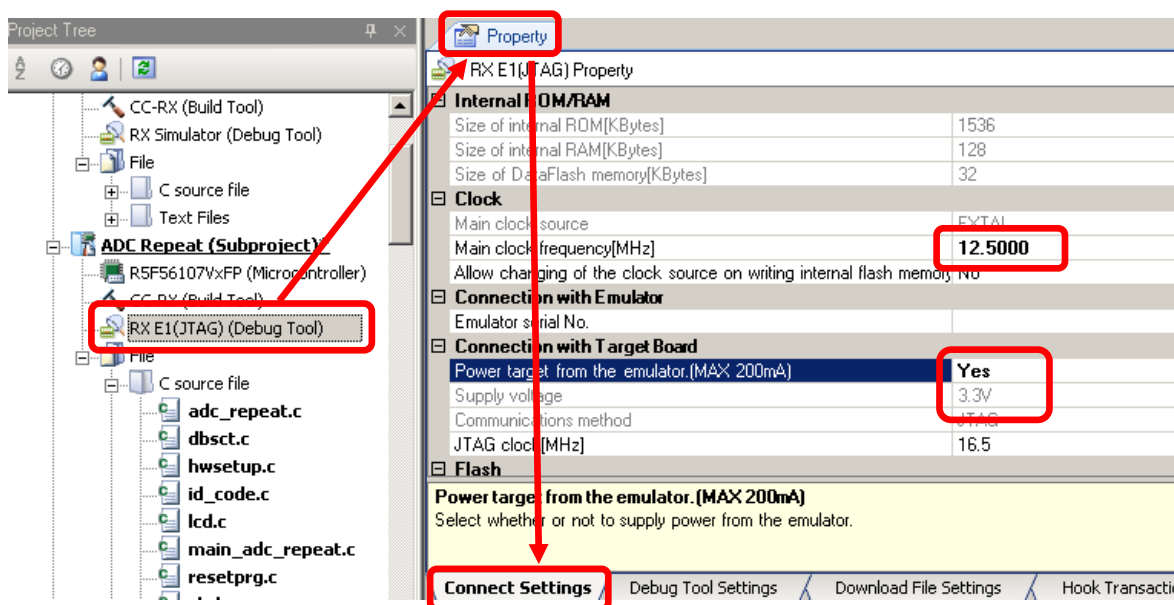 Project Tree
CC-RX (Build Tool)
RX Simulator (Debug Tool)
File
C source file
Text Files
ADC Repeat (Subproject)*
R5F56107VxFP (Microcontroller)
CC-RX (Build Tool)
RX E1(JTAG) (Debug Tool)
File
C source file
adc_repeat.c
dbsct.c
hwsetup.c
id_code.c
lcd.c
main_adc_repeat.c
resetprg.c
Property
RX E1(JTAG) Property
Internal ROM/RAM
Size of internal ROM[KBytes] 1536
Size of internal RAM[KBytes] 128
Size of DataFlash memory[KBytes] 32
Clock
Main clock source EXTAL
Main clock frequency[MHz] 12.5000
Allow changing of the clock source on writing internal flash memory No
Connection with Emulator
Emulator serial No.
Connection with Target Board
Power target from the emulator.(MAX 200mA) Yes
Supply voltage 3.3V
Communications method JTAG
JTAG clock[MHz] 16.5
Flash
Power target from the emulator.(MAX 200mA)
Select whether or not to supply power from the emulator.
Connect Settings Debug Tool Settings Download File Settings Hook